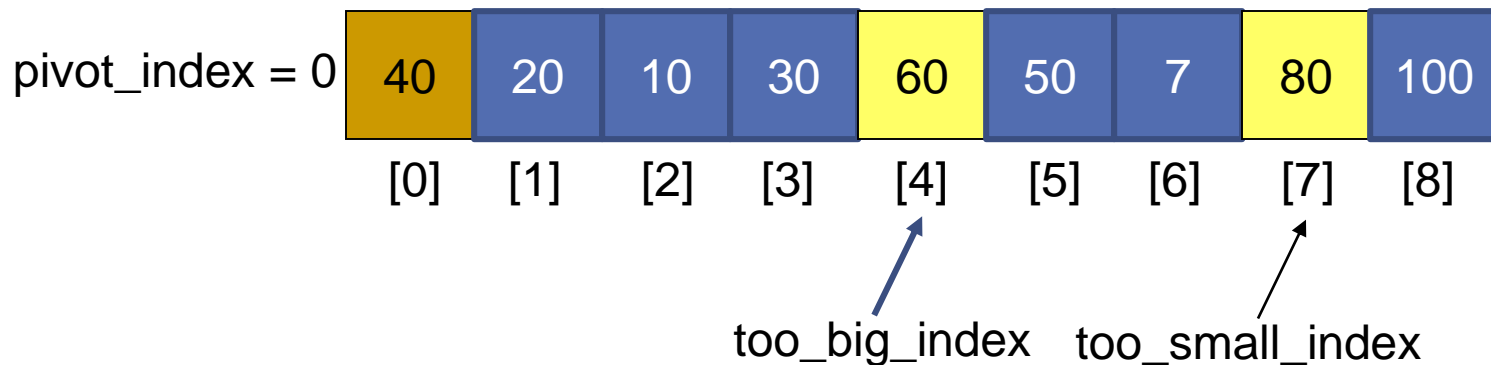 pivot_index = 0 40 20 10 30 60 50 7 80 100
[0] [1] [2] [3] [4] [5] [6] [7] [8]
too_big_index too_small_index